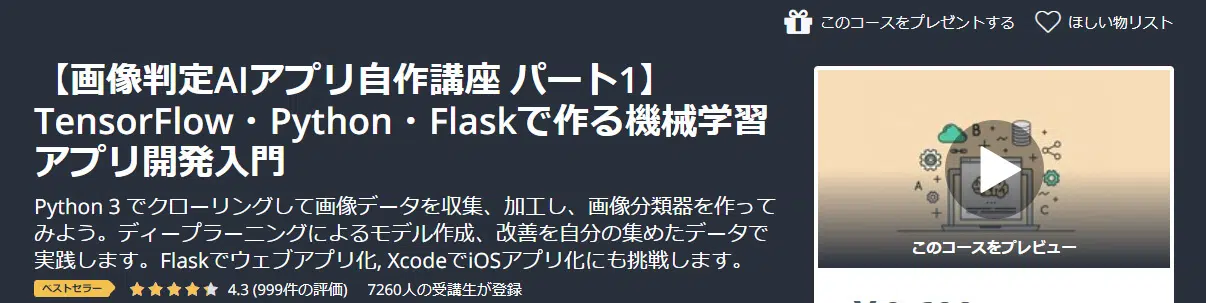 このコースをプレゼントする ほしい物リスト
【画像判定AIアプリ自作講座 パート1】
TensorFlow・Python・Flaskで作る機械学習
アプリ開発入門
Python 3 でクローリングして画像データを収集、加工し、画像分類器を作って
みよう。ディープラーニングによるモデル作成、改善を自分の集めたデータで
実践します。Flaskでウェブアプリ化, XcodeでiOSアプリ化にも挑戦します。
ベストセラー 4.3 (999件の評価) 7260人の受講生が登録
B
A
C
このコースをプレビュー